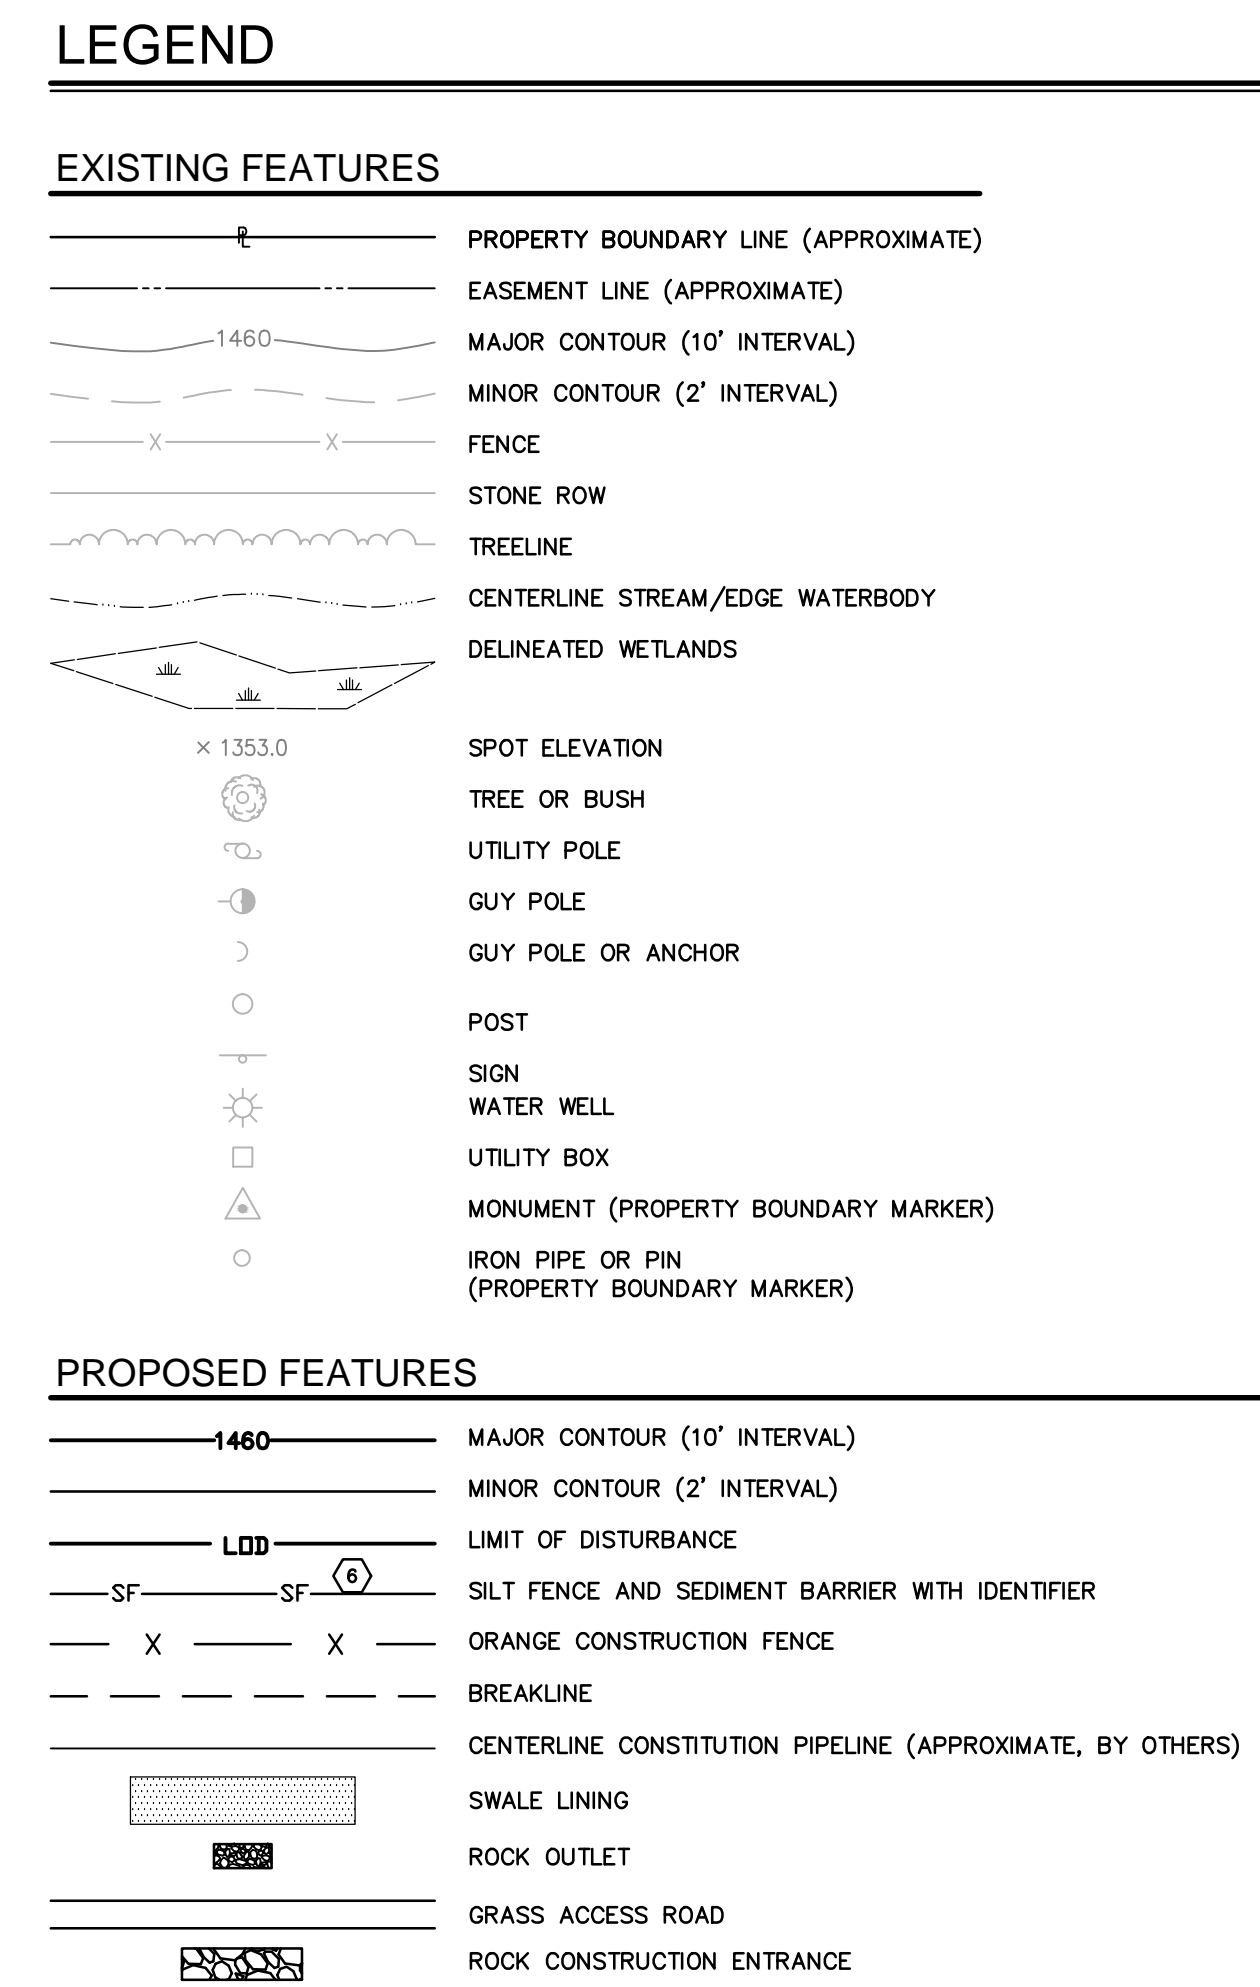 LEGEND
EXISTING FEATURES
PL PROPERTY BOUNDARY LINE (APPROXIMATE)
EASEMENT LINE (APPROXIMATE)
1460 MAJOR CONTOUR (10' INTERVAL)
MINOR CONTOUR (2' INTERVAL)
X X FENCE
STONE ROW
TREELINE
CENTERLINE STREAM/EDGE WATERBODY
DELINEATED WETLANDS
× 1353.0 SPOT ELEVATION
TREE OR BUSH
UTILITY POLE
GUY POLE
GUY POLE OR ANCHOR
POST
SIGN
WATER WELL
UTILITY BOX
MONUMENT (PROPERTY BOUNDARY MARKER)
IRON PIPE OR PIN
(PROPERTY BOUNDARY MARKER)
PROPOSED FEATURES
1460 MAJOR CONTOUR (10' INTERVAL)
MINOR CONTOUR (2' INTERVAL)
LOD LIMIT OF DISTURBANCE
SF SF 6 SILT FENCE AND SEDIMENT BARRIER WITH IDENTIFIER
X X ORANGE CONSTRUCTION FENCE
BREAKLINE
CENTERLINE CONSTITUTION PIPELINE (APPROXIMATE, BY OTHERS)
SWALE LINING
ROCK OUTLET
GRASS ACCESS ROAD
ROCK CONSTRUCTION ENTRANCE